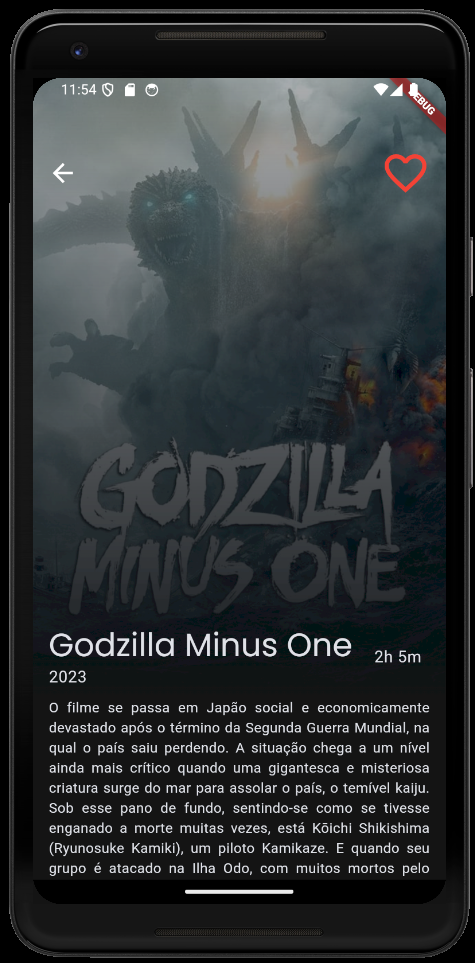 11:54
DEBUG
GODZILLA
MINUS ONE
Godzilla Minus One
2h 5m
2023
O filme se passa em Japão social e economicamente
devastado após o término da Segunda Guerra Mundial, na
qual o país saiu perdendo. A situação chega a um nível
ainda mais crítico quando uma gigantesca e misteriosa
criatura surge do mar para assolar o país, o temível kaiju.
Sob esse pano de fundo, sentindo-se como se tivesse
enganado a morte muitas vezes, está Kōichi Shikishima
(Ryunosuke Kamiki), um piloto Kamikaze. E quando seu
grupo é atacado na Ilha Odo, com muitos mortos pelo